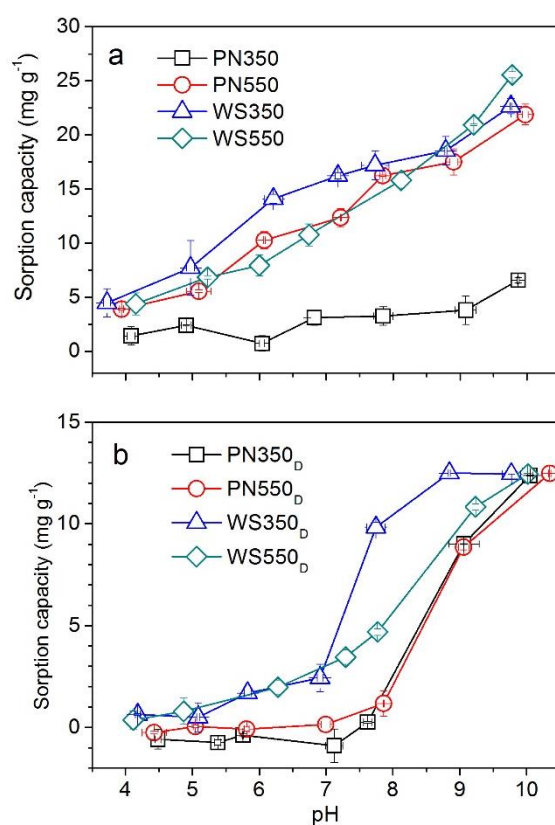 a
PN350
PN550
WS350
WS550
Sorption capacity (mg g⁻¹)
30
25
20
15
10
5
0
b
PN350D
PN550D
WS350D
WS550D
Sorption capacity (mg g⁻¹)
15
10
5
0
4 5 6 7 8 9 10
pH